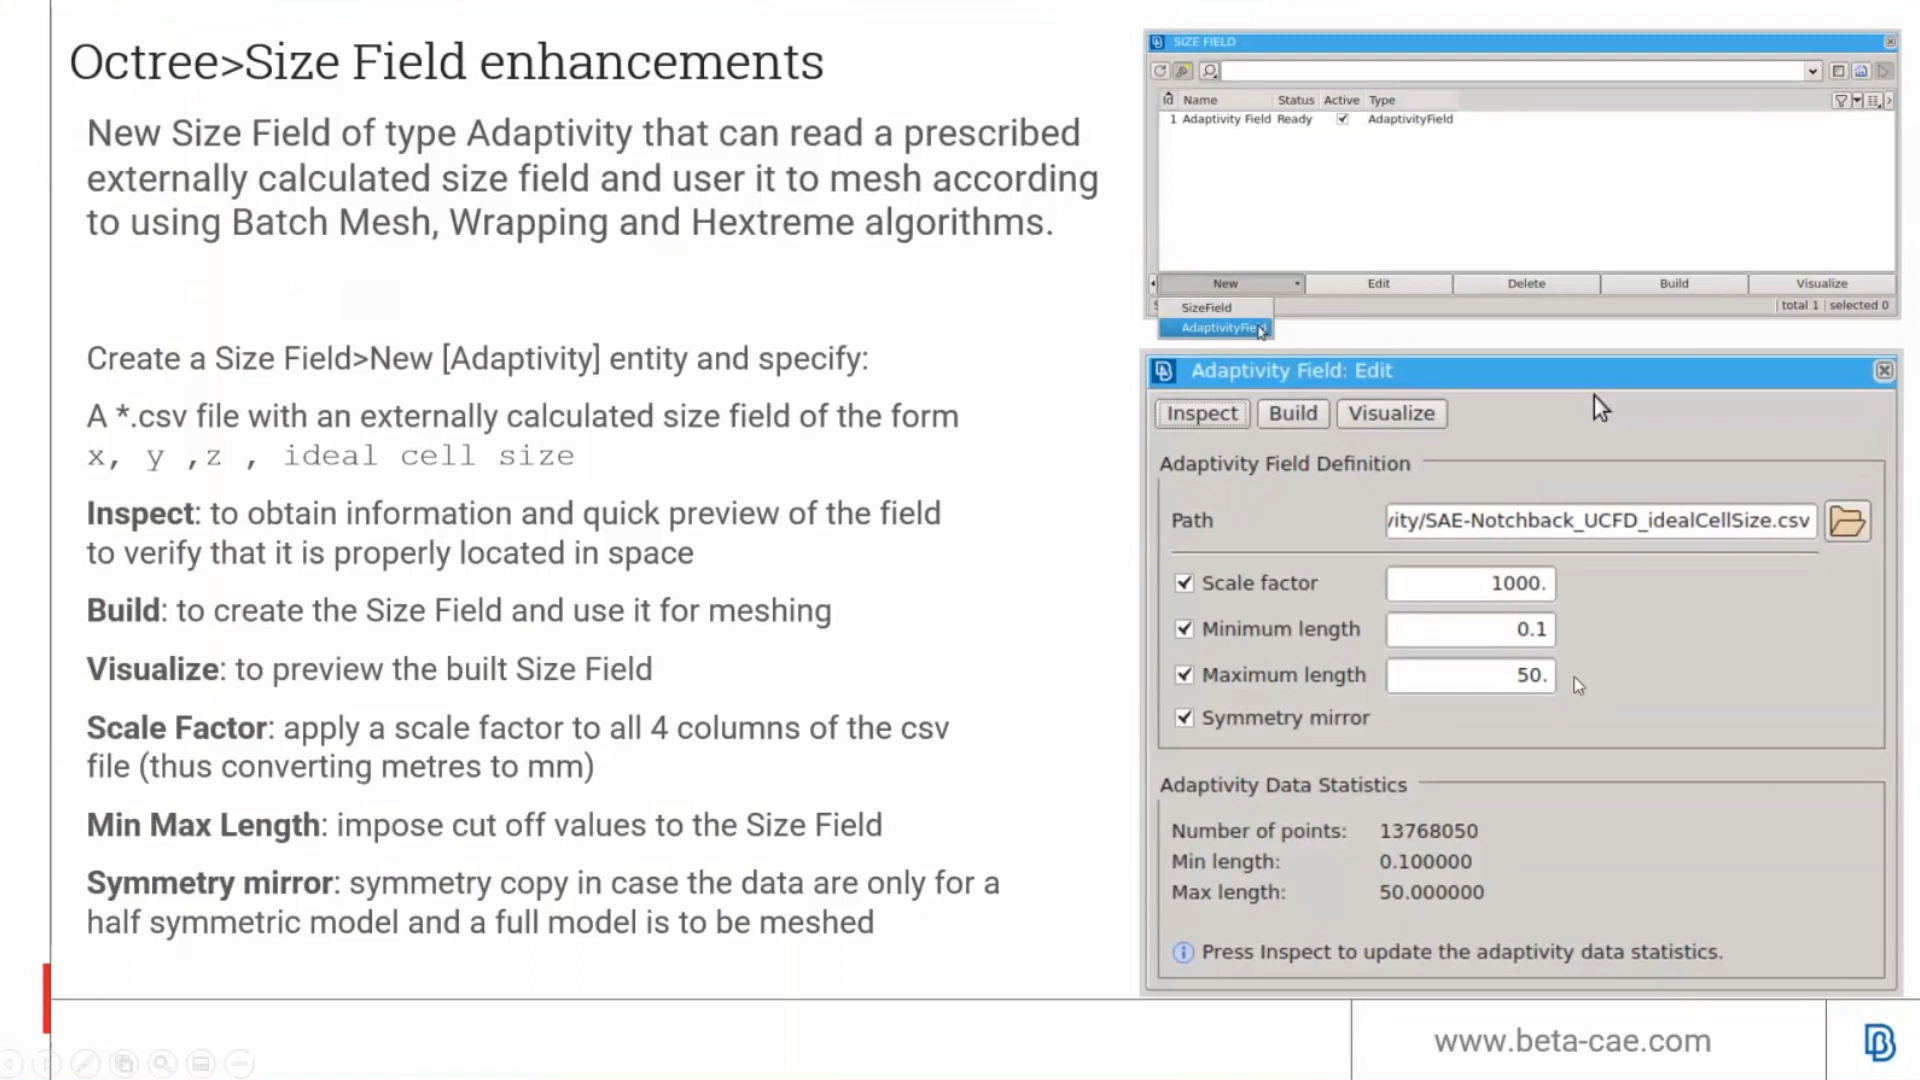 Octree>Size Field enhancements
New Size Field of type Adaptivity that can read a prescribed
externally calculated size field and user it to mesh according
to using Batch Mesh, Wrapping and Hextreme algorithms.
Create a Size Field>New [Adaptivity] entity and specify:
A *.csv file with an externally calculated size field of the form
x, y ,z , ideal cell size
Inspect: to obtain information and quick preview of the field
to verify that it is properly located in space
Build: to create the Size Field and use it for meshing
Visualize: to preview the built Size Field
Scale Factor: apply a scale factor to all 4 columns of the csv
file (thus converting metres to mm)
Min Max Length: impose cut off values to the Size Field
Symmetry mirror: symmetry copy in case the data are only for a
half symmetric model and a full model is to be meshed
SIZE FIELD
Id Name Status Active Type
1 Adaptivity Field Ready AdaptivityField
New Edit Delete Build Visualize
total 1 selected 0
SizeField
AdaptivityField
Adaptivity Field: Edit
Inspect Build Visualize
Adaptivity Field Definition
Path /ity/SAE-Notchback_UCFD_idealCellSize.csv
Scale factor 1000.
Minimum length 0.1
Maximum length 50.
Symmetry mirror
Adaptivity Data Statistics
Number of points: 13768050
Min length: 0.100000
Max length: 50.000000
Press Inspect to update the adaptivity data statistics.
www.beta-cae.com